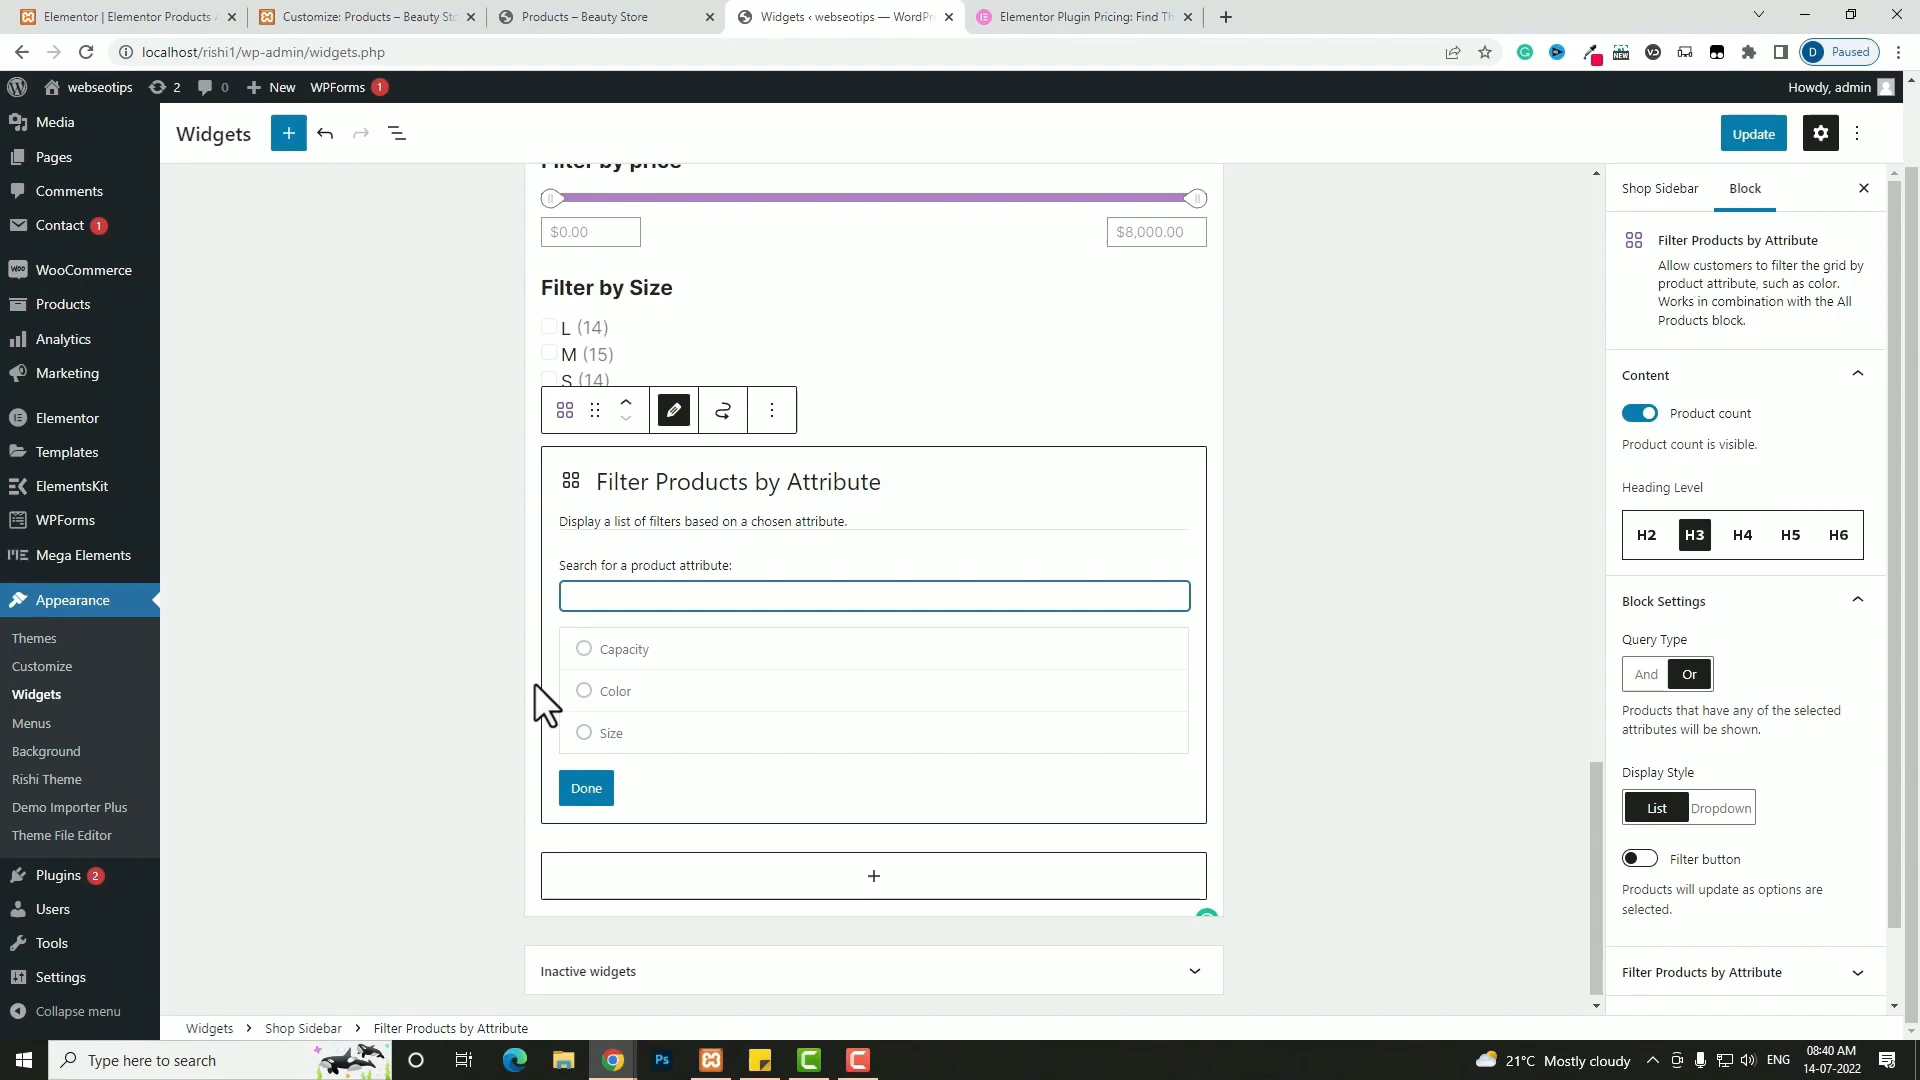 Elementor | Elementor Products
Customize: Products – Beauty Sto
Products – Beauty Store
Widgets ‹ webseotips — WordPr
Elementor Plugin Pricing: Find Th
localhost/rishi1/wp-admin/widgets.php
NEW
D
Paused
webseotips
2
0
New
WPForms
1
Howdy, admin
Media
Pages
Comments
Contact
1
WooCommerce
Products
Analytics
Marketing
Elementor
Templates
ElementsKit
WPForms
Mega Elements
Appearance
Themes
Customize
Widgets
Menus
Background
Rishi Theme
Demo Importer Plus
Theme File Editor
Plugins
2
Users
Tools
Settings
Collapse menu
Widgets
Update
Filter by price
$0.00
$8,000.00
Filter by Size
L (14)
M (15)
S (14)
Filter Products by Attribute
Display a list of filters based on a chosen attribute.
Search for a product attribute:
Capacity
Color
Size
Done
Inactive widgets
Widgets
Shop Sidebar
Filter Products by Attribute
Shop Sidebar
Block
Filter Products by Attribute
Allow customers to filter the grid by
product attribute, such as color.
Works in combination with the All
Products block.
Content
Product count
Product count is visible.
Heading Level
H2 H3 H4 H5 H6
Block Settings
Query Type
And Or
Products that have any of the selected
attributes will be shown.
Display Style
List Dropdown
Filter button
Products will update as options are
selected.
Filter Products by Attribute
Type here to search
Ps
21°C Mostly cloudy
ENG
08:40 AM
14-07-2022